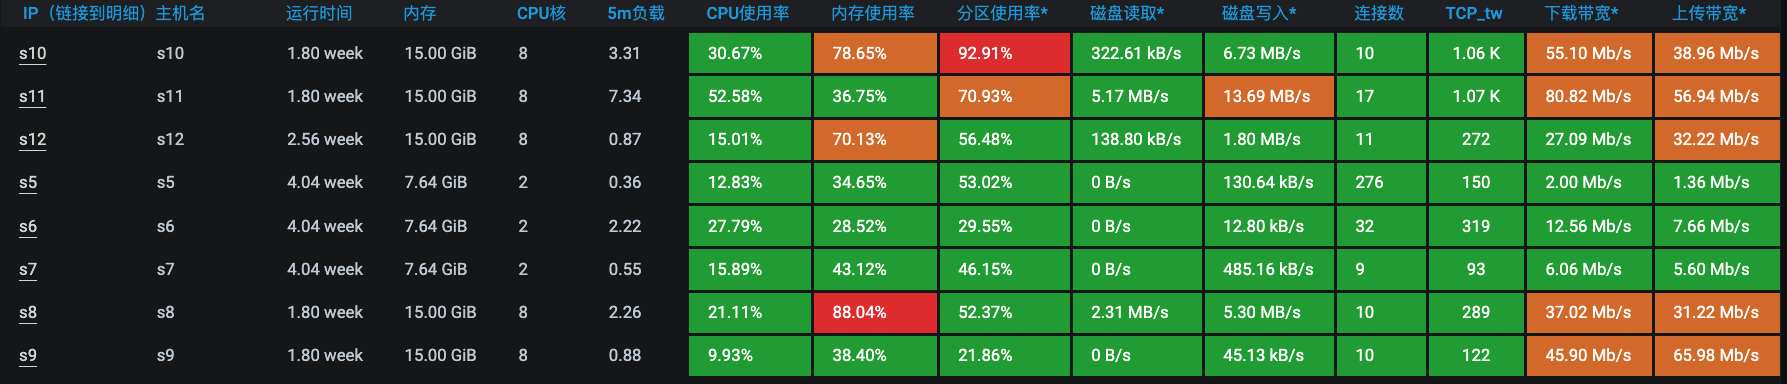 IP（链接到明细）主机名 运行时间 内存 CPU核 5m负载 CPU使用率 内存使用率 分区使用率* 磁盘读取* 磁盘写入* 连接数 TCP_tw 下载带宽* 上传带宽*
s10 s10 1.80 week 15.00 GiB 8 3.31 30.67% 78.65% 92.91% 322.61 kB/s 6.73 MB/s 10 1.06 K 55.10 Mb/s 38.96 Mb/s
s11 s11 1.80 week 15.00 GiB 8 7.34 52.58% 36.75% 70.93% 5.17 MB/s 13.69 MB/s 17 1.07 K 80.82 Mb/s 56.94 Mb/s
s12 s12 2.56 week 15.00 GiB 8 0.87 15.01% 70.13% 56.48% 138.80 kB/s 1.80 MB/s 11 272 27.09 Mb/s 32.22 Mb/s
s5 s5 4.04 week 7.64 GiB 2 0.36 12.83% 34.65% 53.02% 0 B/s 130.64 kB/s 276 150 2.00 Mb/s 1.36 Mb/s
s6 s6 4.04 week 7.64 GiB 2 2.22 27.79% 28.52% 29.55% 0 B/s 12.80 kB/s 32 319 12.56 Mb/s 7.66 Mb/s
s7 s7 4.04 week 7.64 GiB 2 0.55 15.89% 43.12% 46.15% 0 B/s 485.16 kB/s 9 93 6.06 Mb/s 5.60 Mb/s
s8 s8 1.80 week 15.00 GiB 8 2.26 21.11% 88.04% 52.37% 2.31 MB/s 5.30 MB/s 10 289 37.02 Mb/s 31.22 Mb/s
s9 s9 1.80 week 15.00 GiB 8 0.88 9.93% 38.40% 21.86% 0 B/s 45.13 kB/s 10 122 45.90 Mb/s 65.98 Mb/s